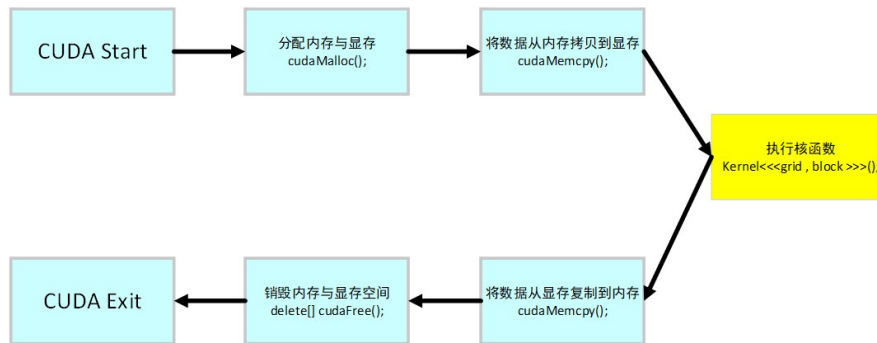 CUDA Start
分配内存与显存
cudaMalloc();
将数据从内存拷贝到显存
cudaMemcpy();
执行核函数
Kernel<<<grid , block >>>();
将数据从显存复制到内存
cudaMemcpy();
销毁内存与显存空间
delete[] cudaFree();
CUDA Exit